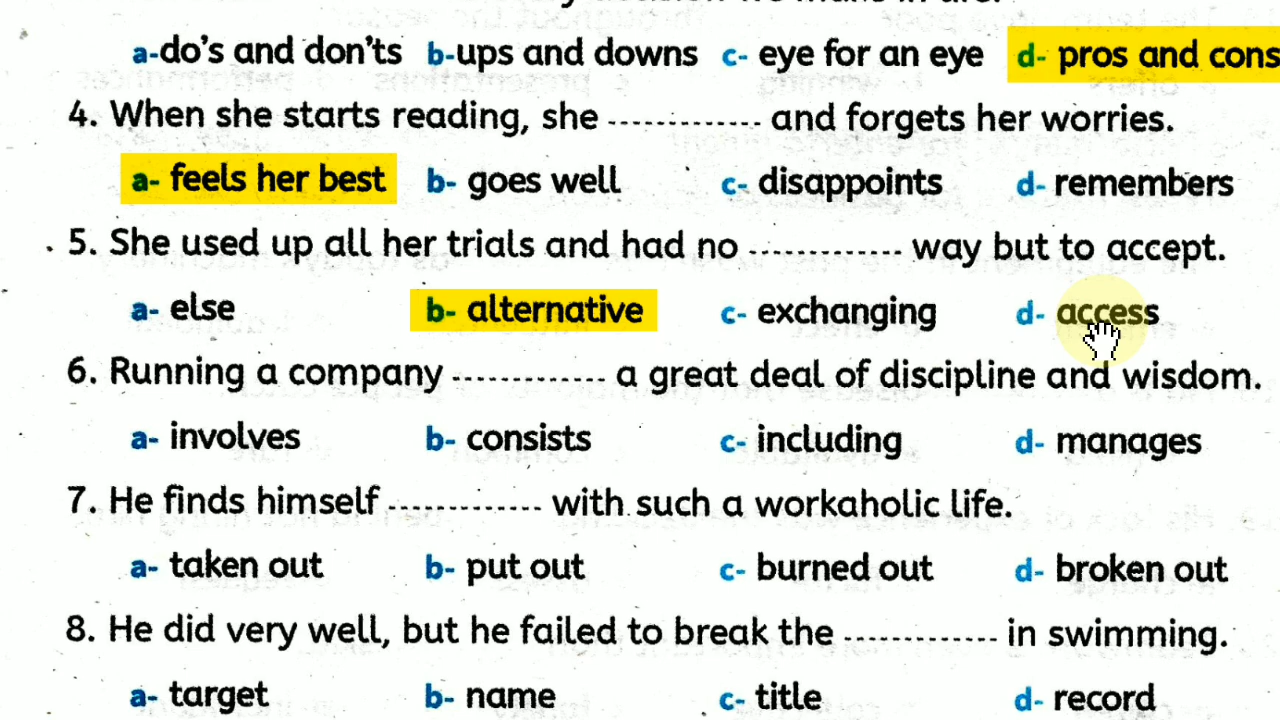 a-do's and don'ts b-ups and downs c- eye for an eye d- pros and cons
4. When she starts reading, she ............. and forgets her worries.
a- feels her best b- goes well c- disappoints d- remembers
5. She used up all her trials and had no ............. way but to accept.
a- else b- alternative c- exchanging d- access
6. Running a company ............. a great deal of discipline and wisdom.
a- involves b- consists c- including d- manages
7. He finds himself ............. with such a workaholic life.
a- taken out b- put out c- burned out d- broken out
8. He did very well, but he failed to break the ............. in swimming.
a- target b- name c- title d- record